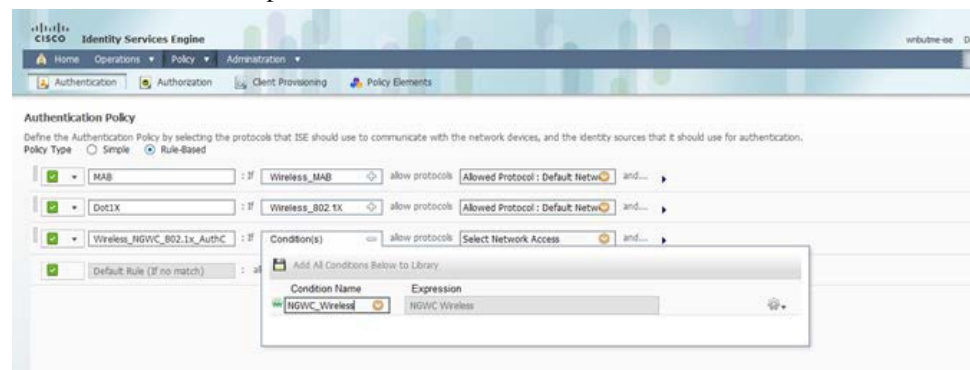 cisco Identity Services Engine
wnbutne-ise
Home Operations Policy Administration
Authentication Authorization Client Provisioning Policy Elements
Authentication Policy
Define the Authentication Policy by selecting the protocols that ISE should use to communicate with the network devices, and the identity sources that it should use for authentication.
Policy Type Simple Rule-Based
MAB : If Wireless_MAB allow protocols Allowed Protocol : Default Netw and...
Dot1X : If Wireless_802.1X allow protocols Allowed Protocol : Default Netw and...
Wireless_NGWC_802.1x_AuthC : If Condition(s) allow protocols Select Network Access and...
Default Rule (If no match) :
Add All Conditions Below to Library
Condition Name Expression
NGWC_Wireless NGWC Wireless